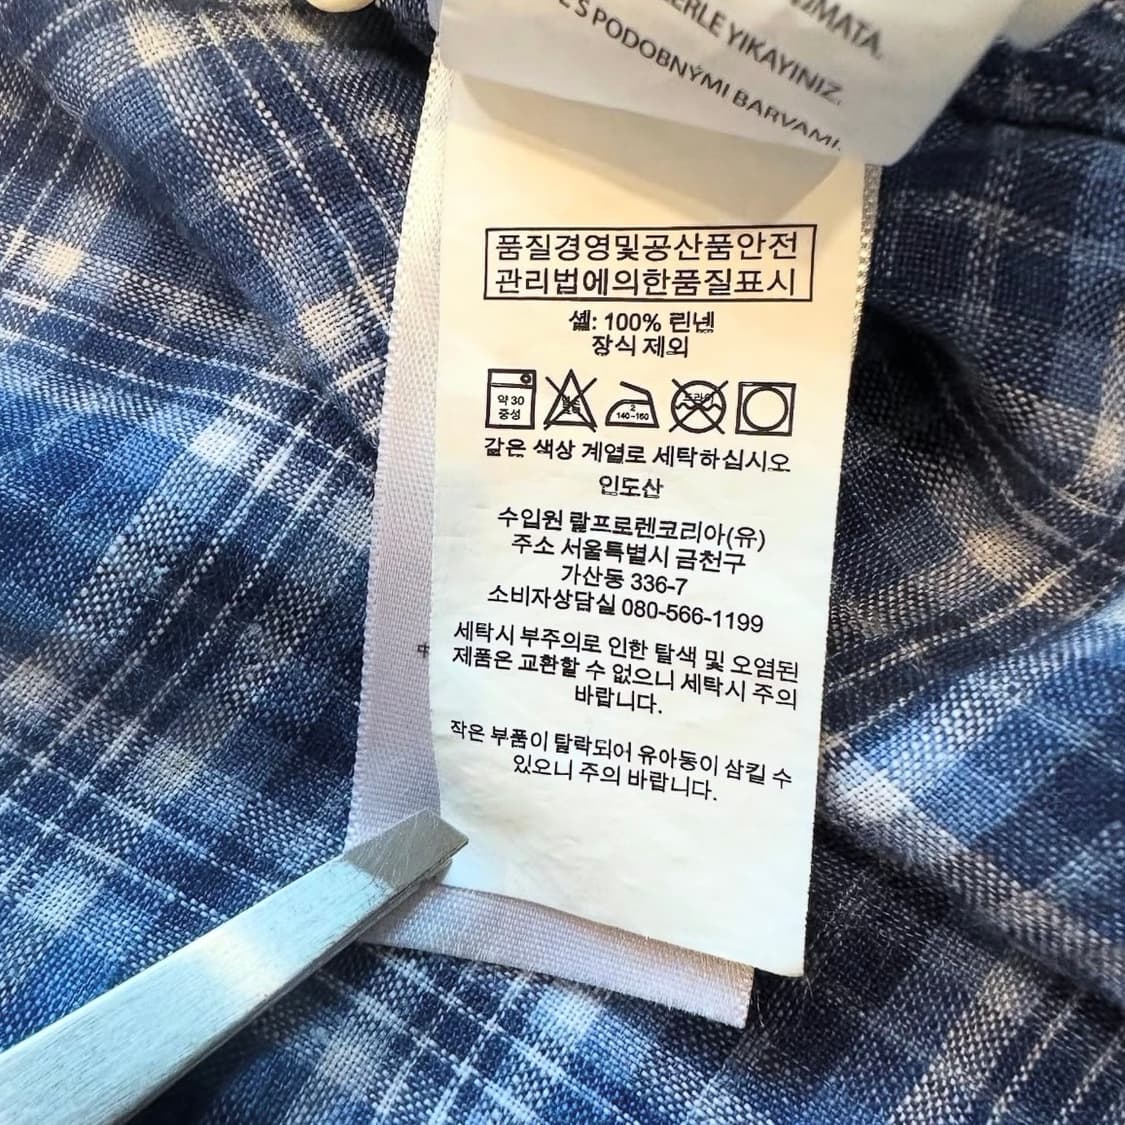 ΩMATA.
ERLE YIKAYINIZ.
S PODOBNÝMI BARVAMI.
품질경영및공산품안전
관리법에의한품질표시
셸: 100% 린넨
장식 제외
약 30
중성
2
140~160
드라이
같은 색상 계열로 세탁하십시오
인도산
수입원 랄프로렌코리아(유)
주소 서울특별시 금천구
가산동 336-7
소비자상담실 080-566-1199
세탁시 부주의로 인한 탈색 및 오염된
제품은 교환할 수 없으니 세탁시 주의
바랍니다.
작은 부품이 탈락되어 유아동이 삼킬 수
있으니 주의 바랍니다.
中